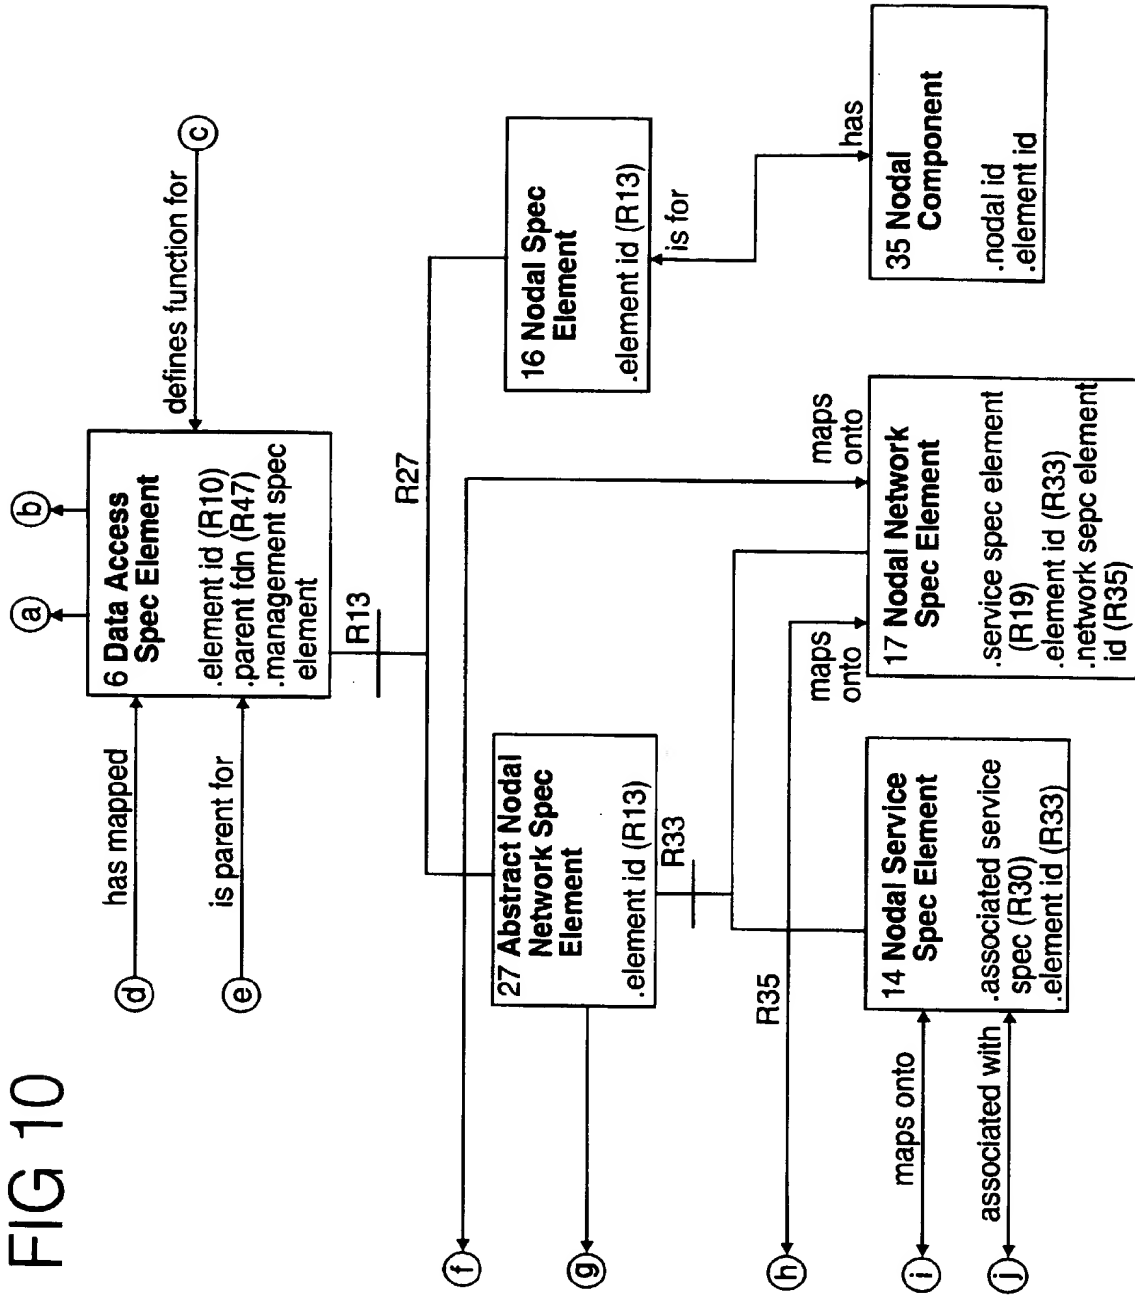 FIG 10
a
b
c
defines function for
6 Data Access
Spec Element
.element id (R10)
.parent fdn (R47)
.management spec
element
d
has mapped
e
is parent for
R13
R27
16 Nodal Spec
Element
.element id (R13)
is for
has
35 Nodal
Component
.nodal id
.element id
27 Abstract Nodal
Network Spec
Element
.element id (R13)
R33
f
g
h
R35
maps
onto
maps
onto
17 Nodal Network
Spec Element
.service spec element
(R19)
.element id (R33)
.network sepc element
id (R35)
14 Nodal Service
Spec Element
.associated service
spec (R30)
.element id (R33)
i
maps onto
j
associated with